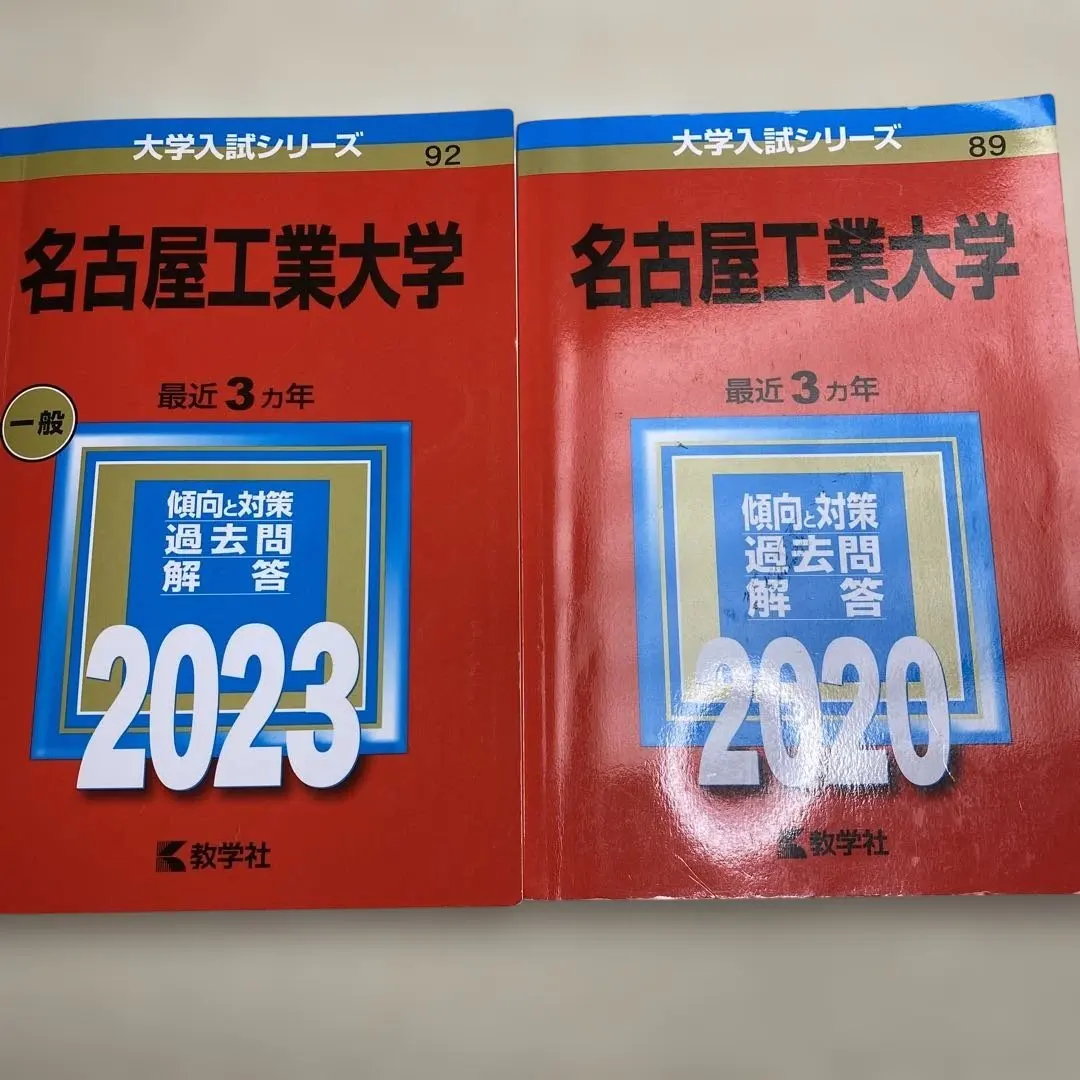 大学入試シリーズ
92
名古屋工業大学
最近3ヵ年
一般
傾向と対策
過去問
解答
2023
教学社
大学入試シリーズ
89
名古屋工業大学
最近3ヵ年
傾向と対策
過去問
解答
2020
教学社